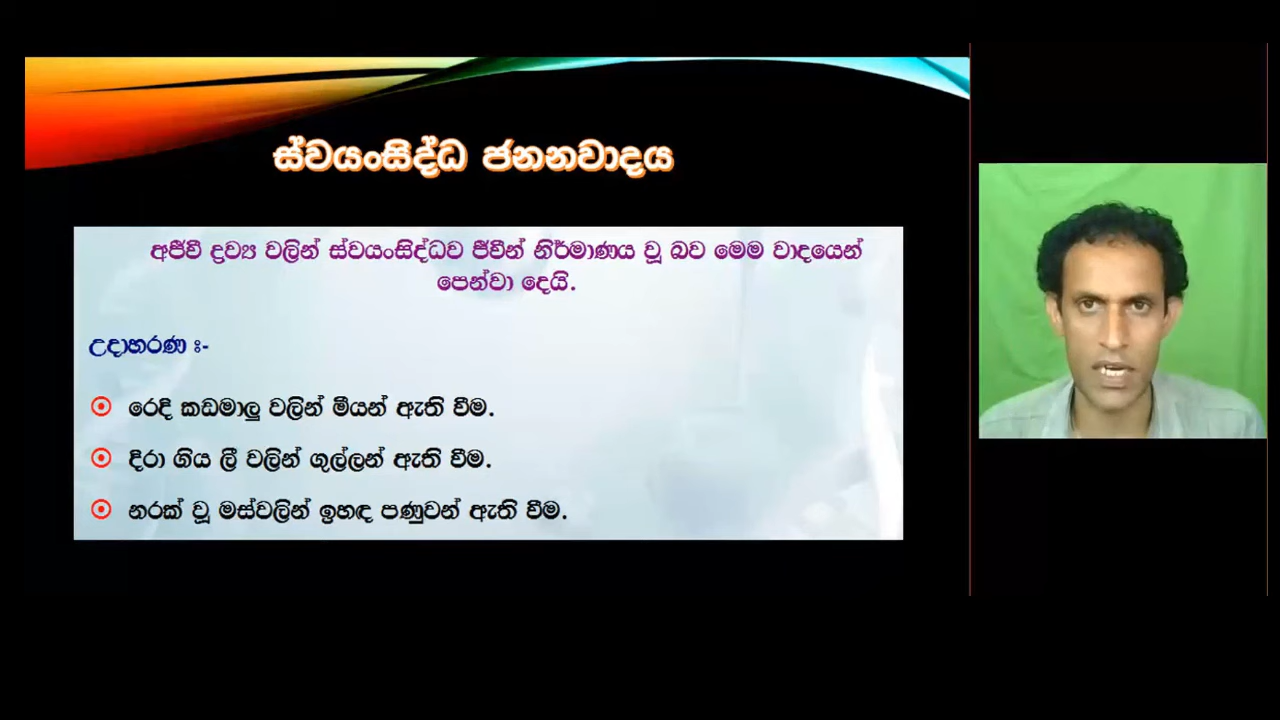 ස්වයංසිද්ධ ජනනවාදය
අජීවී ද්‍රව්‍ය වලින් ස්වයංසිද්ධව ජීවීන් නිර්මාණය වූ බව මෙම වාදයෙන්
පෙන්වා දෙයි.
උදාහරණ :-
රෙදි කඩමාලු වලින් මීයන් ඇති වීම.
දිරා ගිය ලී වලින් ගුල්ලන් ඇති වීම.
නරක් වූ මස්වලින් ඉහඳ පණුවන් ඇති වීම.